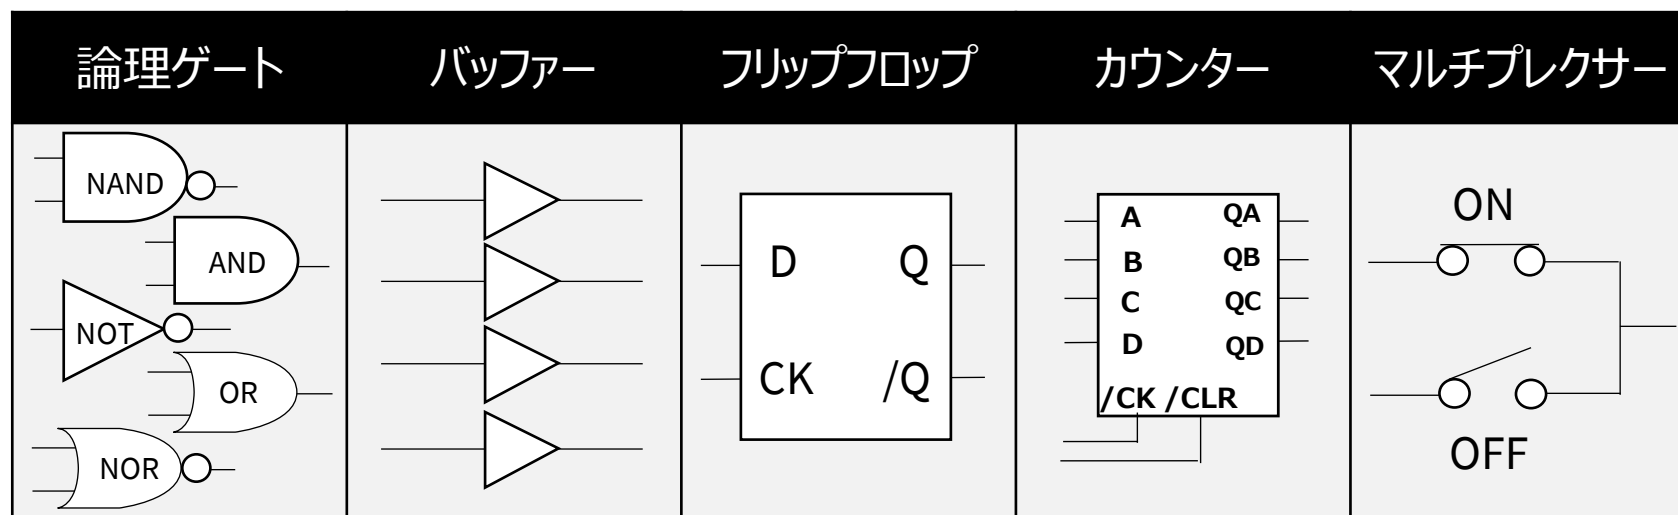 論理ゲート
バッファー
フリップフロップ
カウンター
マルチプレクサー
NAND
AND
NOT
OR
NOR
D Q
CK /Q
A QA
B QB
C QC
D QD
/CK /CLR
ON
OFF